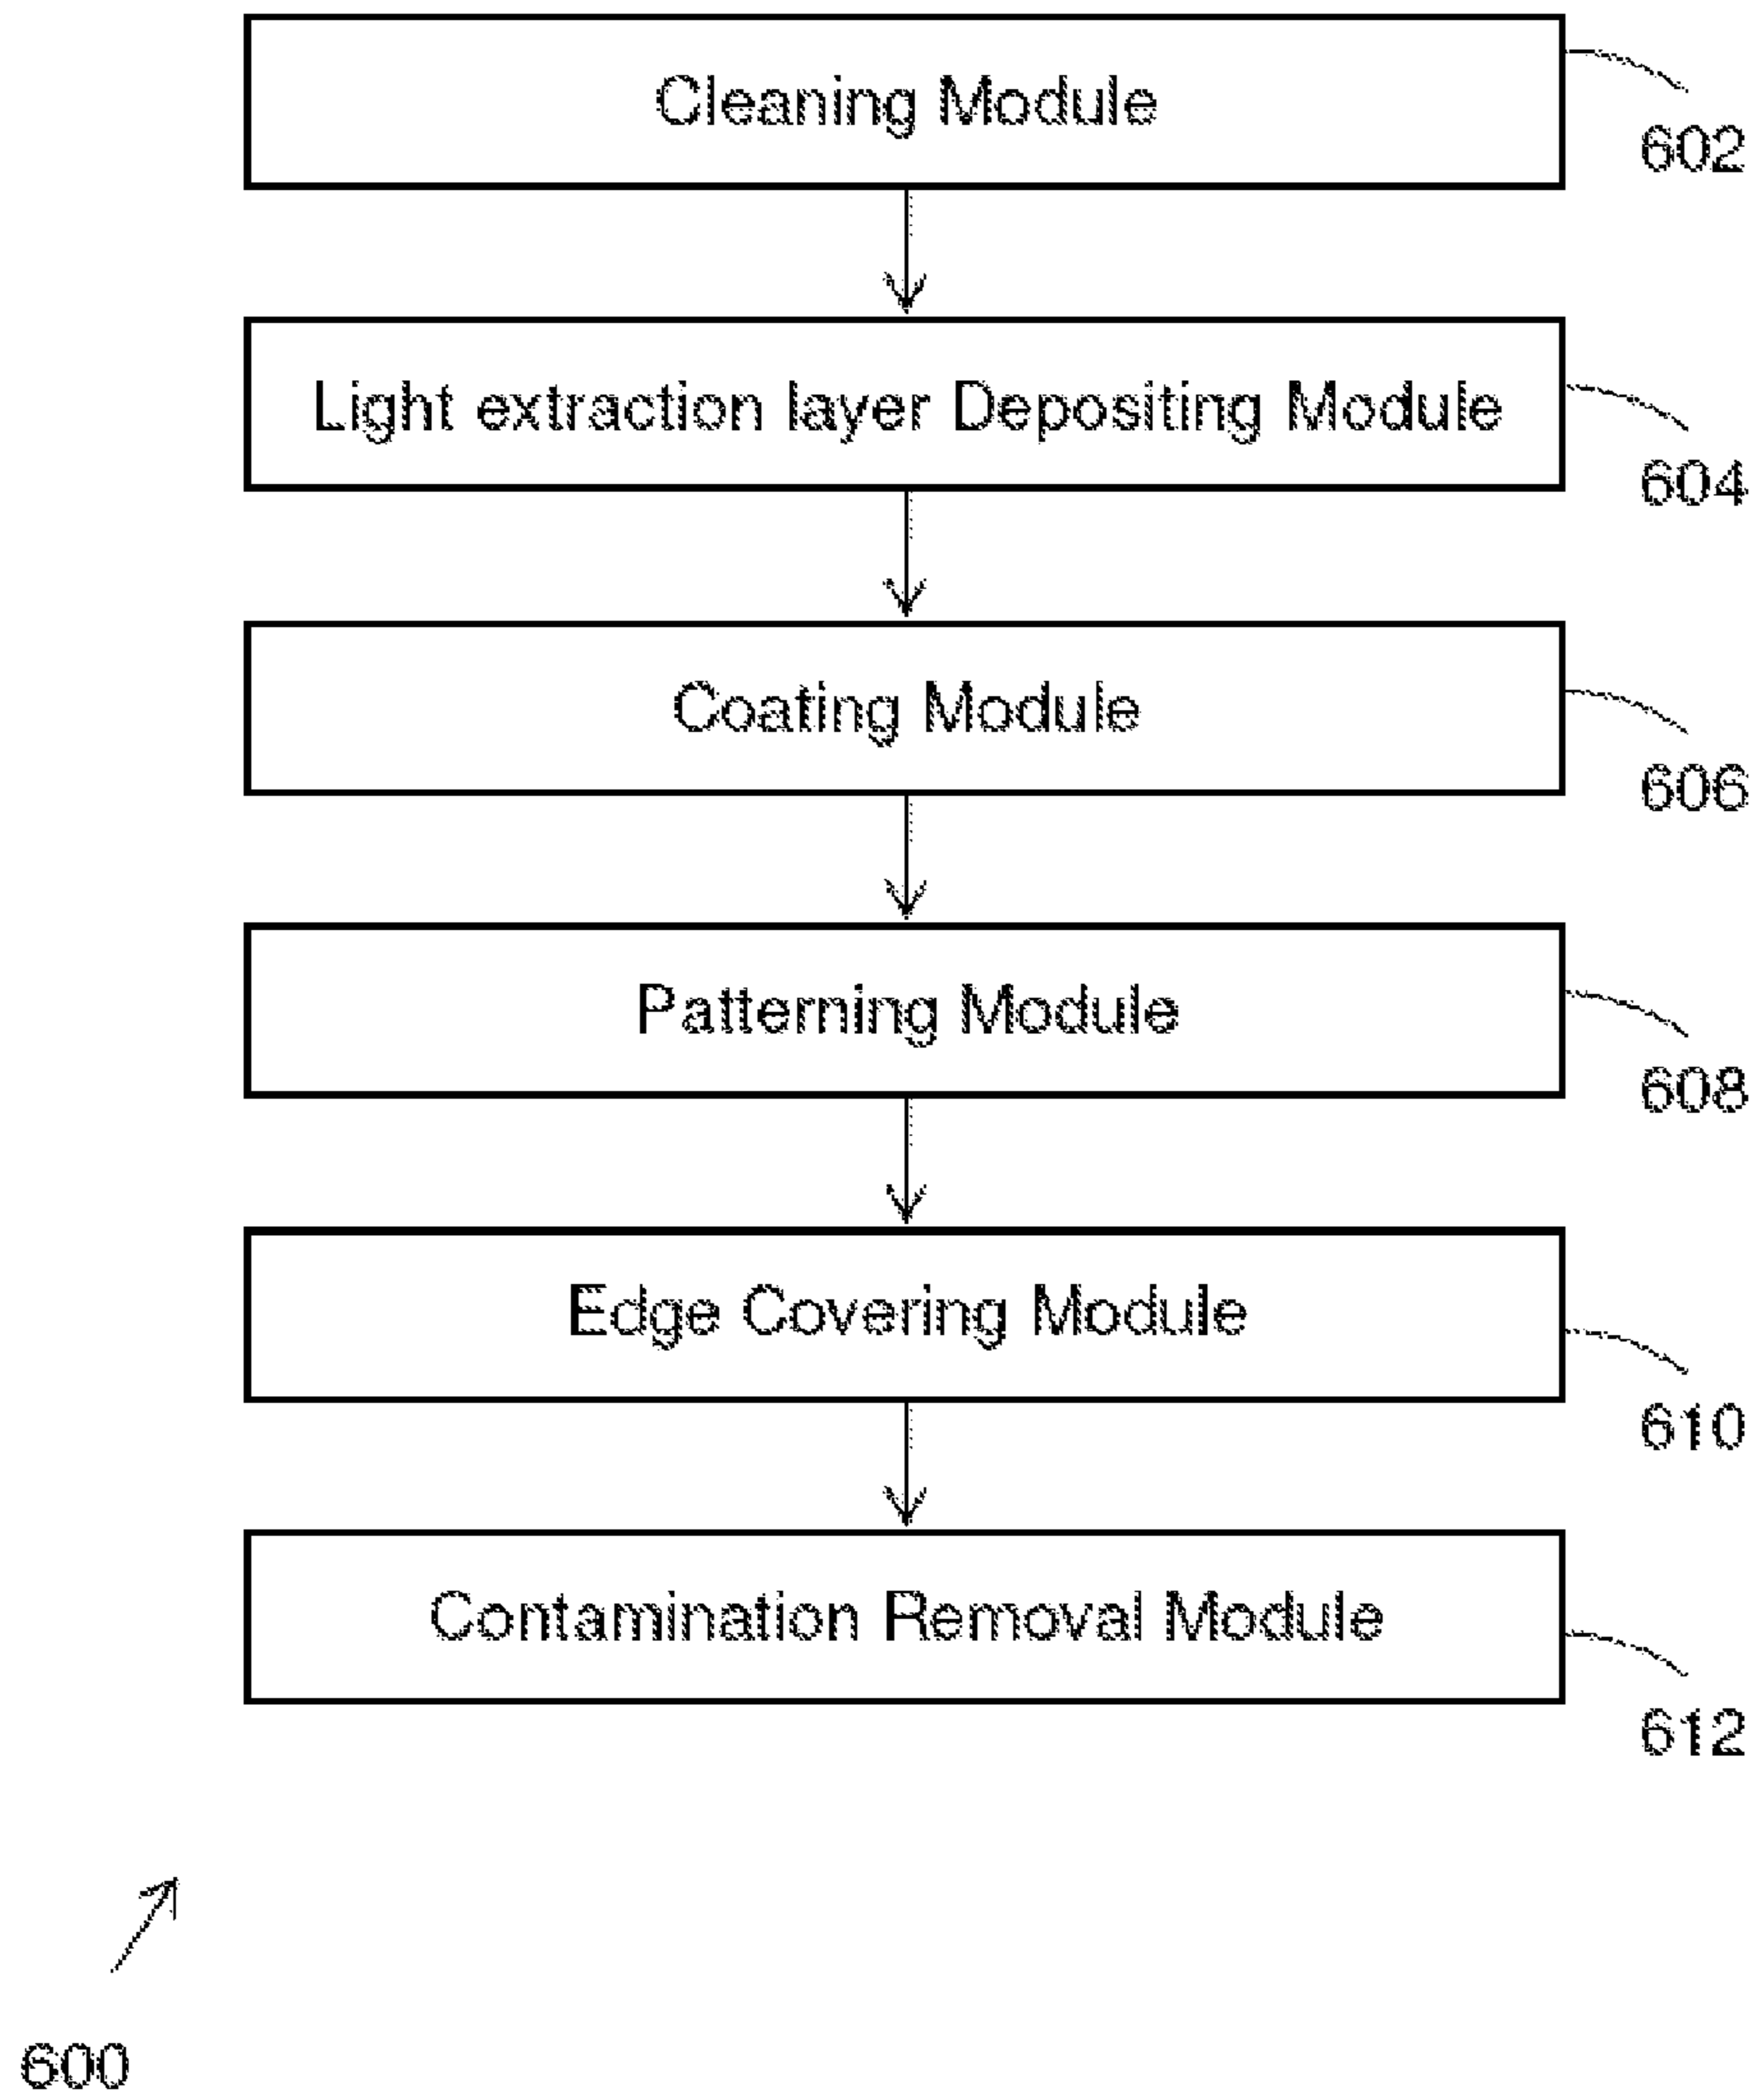 Cleaning Module
602
Light extraction layer Depositing Module
604
Coating Module
606
Patterning Module
608
Edge Covering Module
610
Contamination Removal Module
612
600